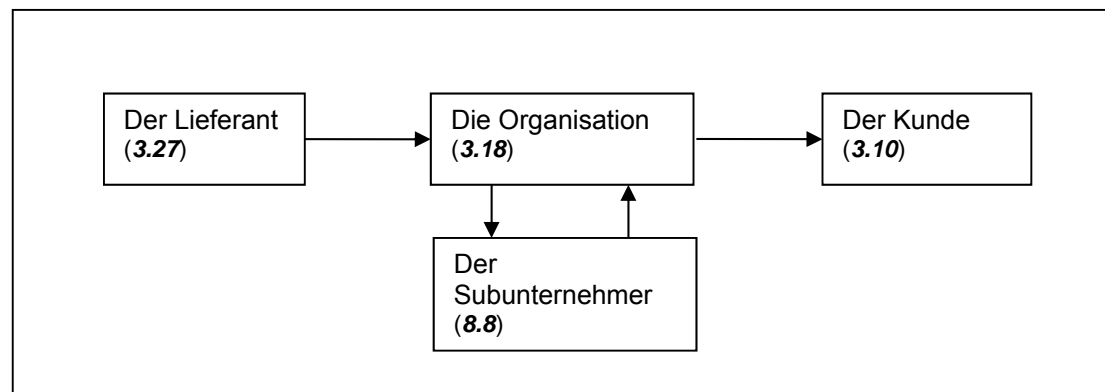 Der Lieferant
(3.27)
Die Organisation
(3.18)
Der Kunde
(3.10)
Der
Subunternehmer
(8.8)